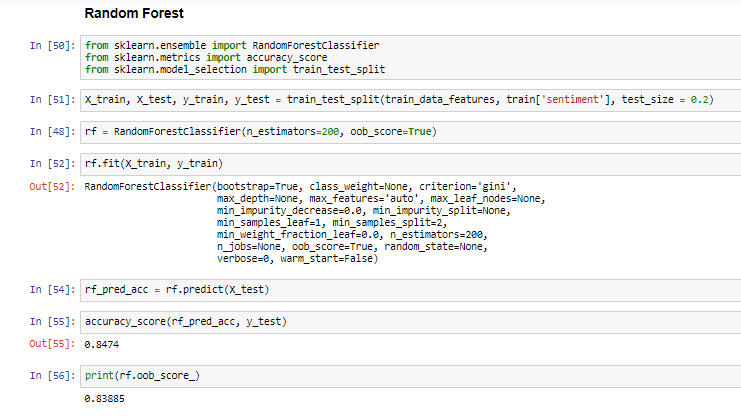 Random Forest
In [50]: from sklearn.ensemble import RandomForestClassifier
from sklearn.metrics import accuracy_score
from sklearn.model_selection import train_test_split
In [51]: X_train, X_test, y_train, y_test = train_test_split(train_data_features, train['sentiment'], test_size = 0.2)
In [48]: rf = RandomForestClassifier(n_estimators=200, oob_score=True)
In [52]: rf.fit(X_train, y_train)
Out[52]: RandomForestClassifier(bootstrap=True, class_weight=None, criterion='gini',
max_depth=None, max_features='auto', max_leaf_nodes=None,
min_impurity_decrease=0.0, min_impurity_split=None,
min_samples_leaf=1, min_samples_split=2,
min_weight_fraction_leaf=0.0, n_estimators=200,
n_jobs=None, oob_score=True, random_state=None,
verbose=0, warm_start=False)
In [54]: rf_pred_acc = rf.predict(X_test)
In [55]: accuracy_score(rf_pred_acc, y_test)
Out[55]: 0.8474
In [56]: print(rf.oob_score_)
0.83885